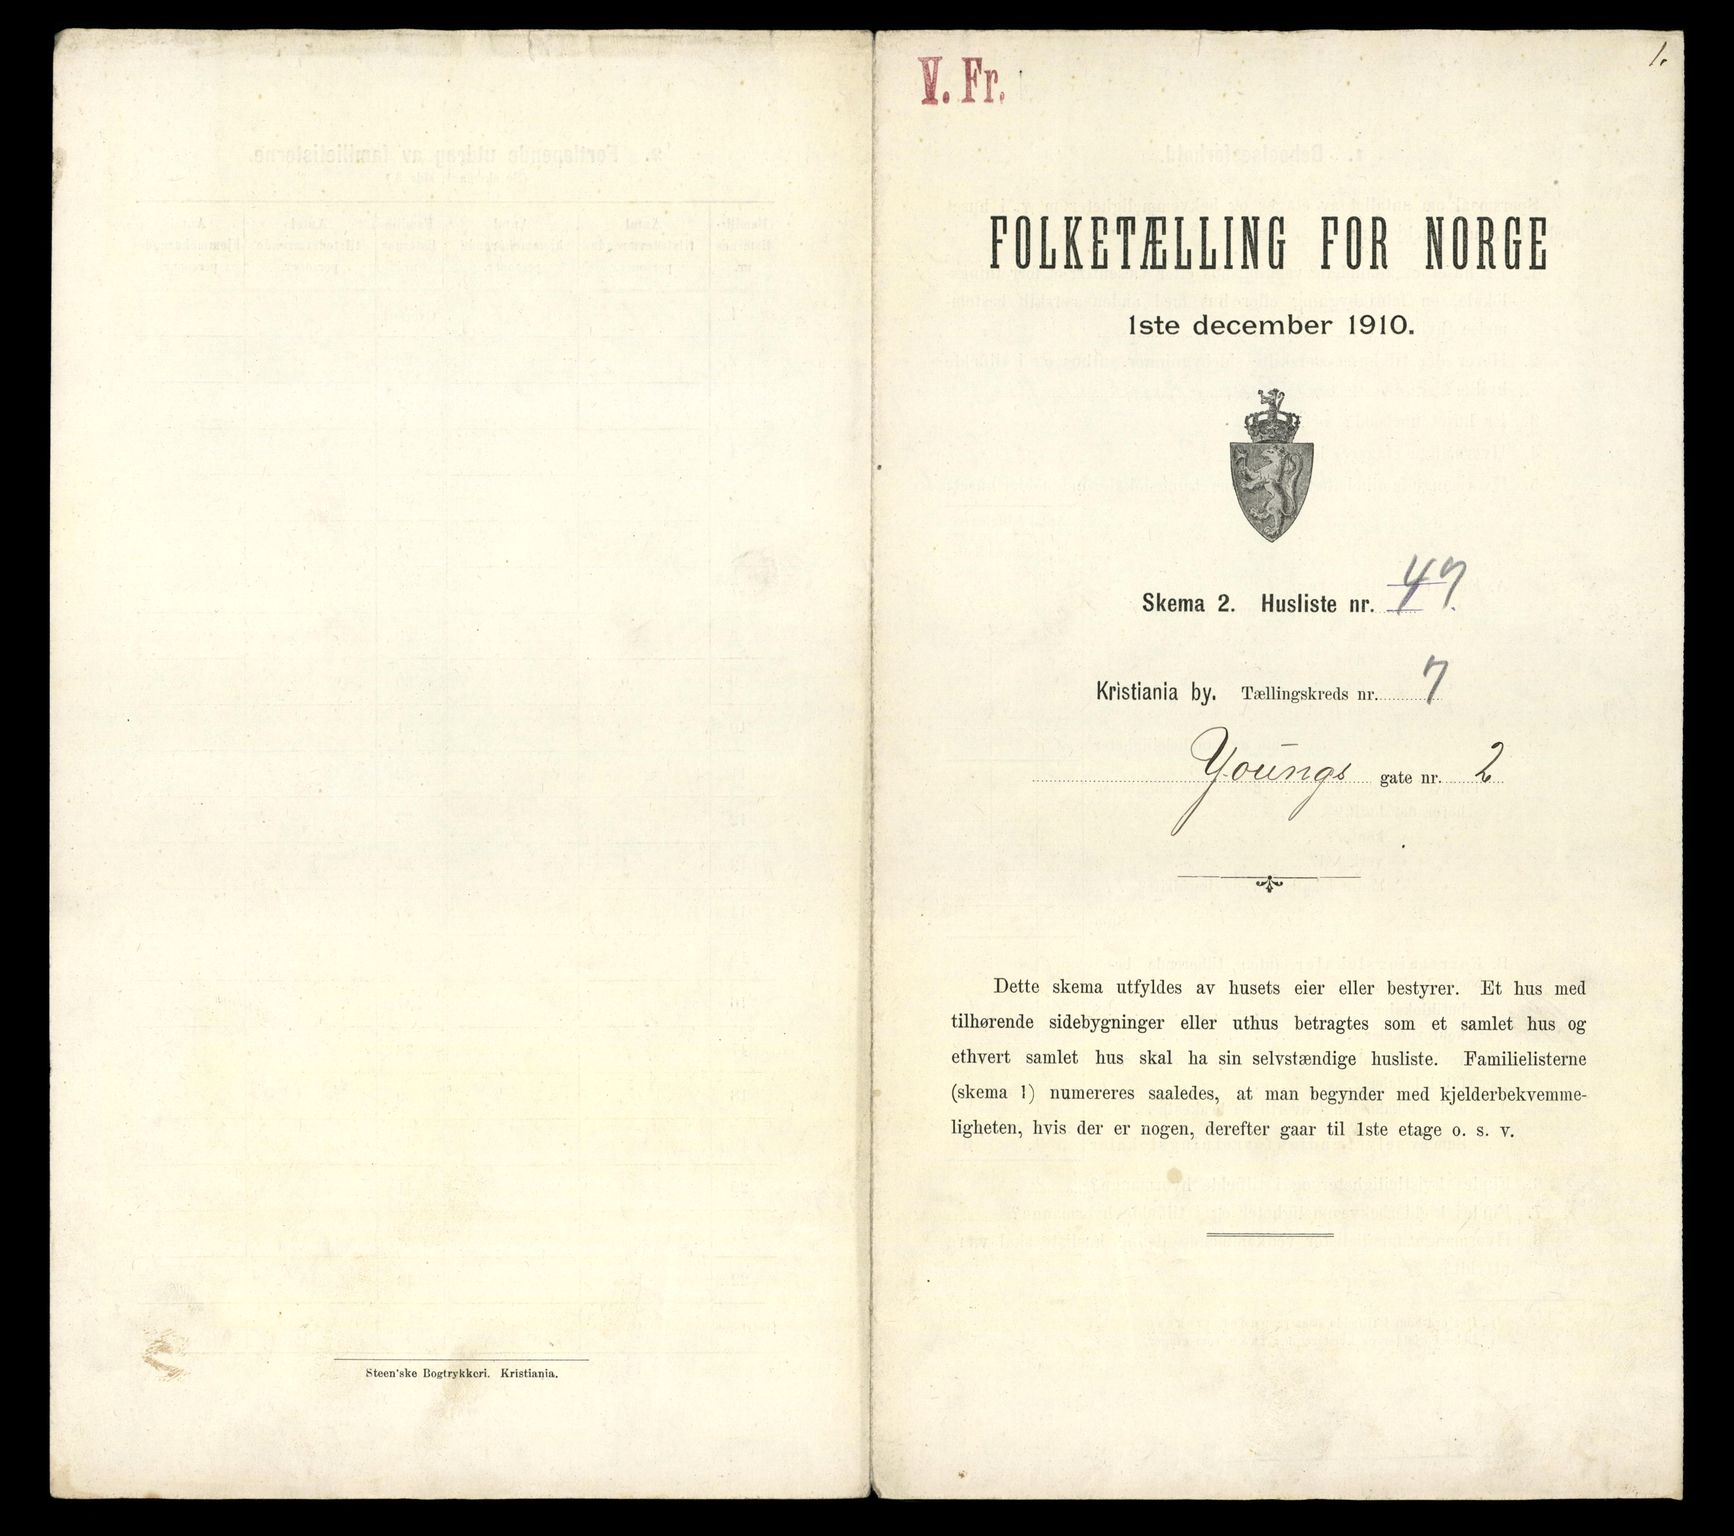 Steen'ske Bogtrykkeri. Kristiania.
1.
V. Fr.
FOLKETÆLLING FOR NORGE
1ste december 1910.
Skema 2. Husliste nr. 47.
Kristiania by. Tællingskreds nr. 7
Youngs gate nr. 2
Dette skema utfyldes av husets eier eller bestyrer. Et hus med
tilhørende sidebygninger eller uthus betragtes som et samlet hus og
ethvert samlet hus skal ha sin selvstændige husliste. Familielisterne
(skema 1) numereres saaledes, at man begynder med kjelderbekvemme-
ligheten, hvis der er nogen, derefter gaar til 1ste etage o. s. v.